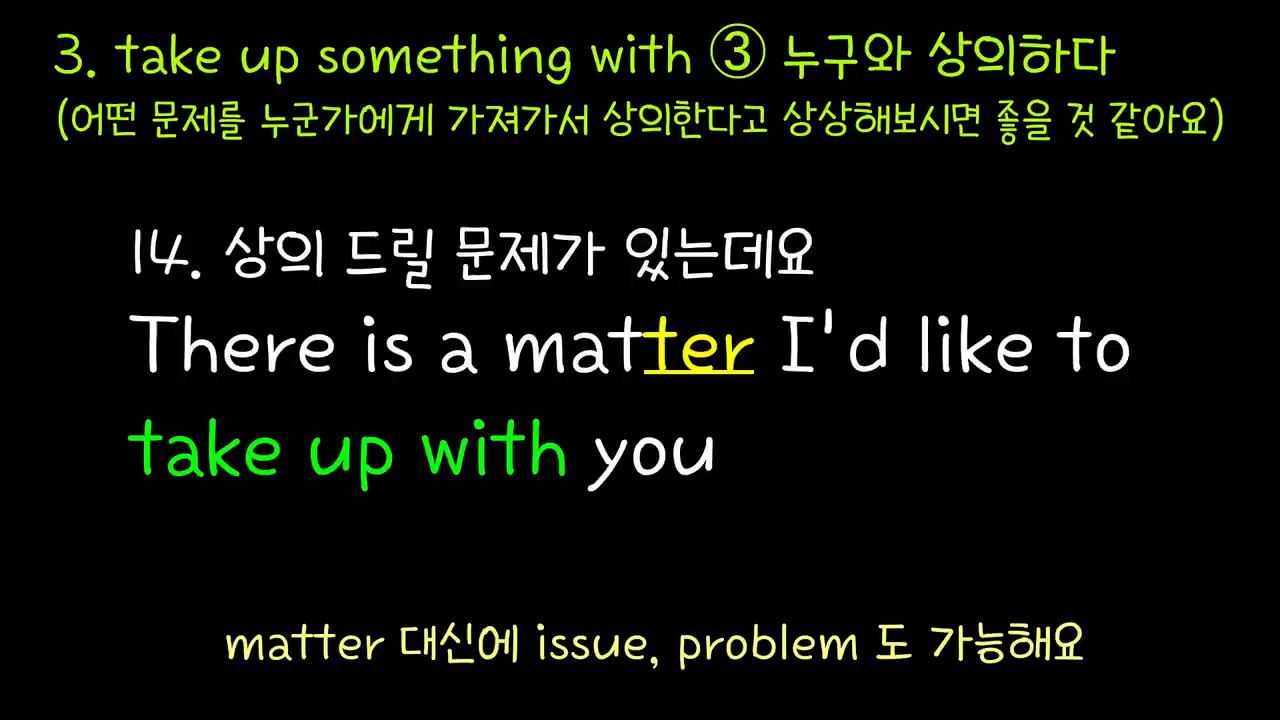 3. take up something with ③ 누구와 상의하다
(어떤 문제를 누군가에게 가져가서 상의한다고 상상해보시면 좋을 것 같아요)
14. 상의 드릴 문제가 있는데요
There is a matter I'd like to
take up with you
matter 대신에 issue, problem 도 가능해요